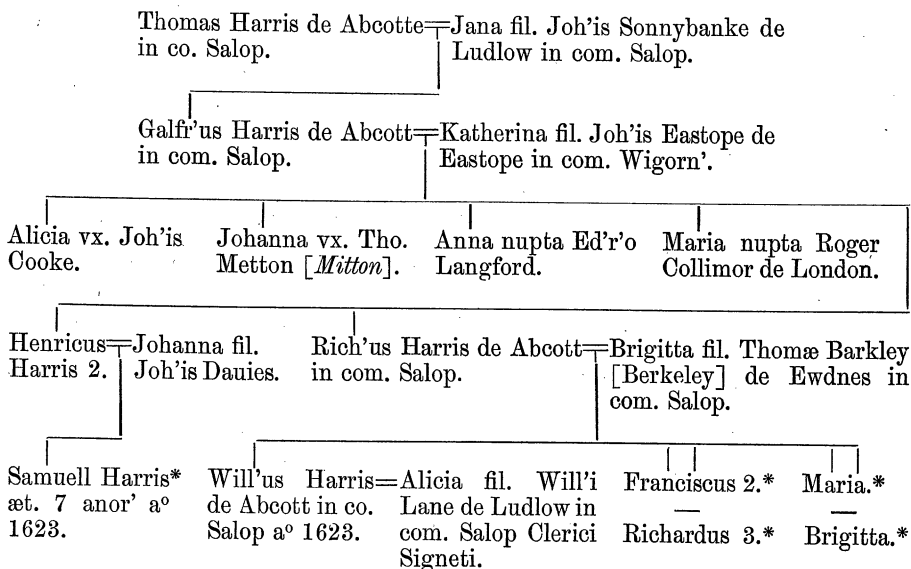 Thomas Harris de Abcotte=Jana fil. Joh'is Sonnybanke de
in co. Salop.
Ludlow in com. Salop.
Galfr'us Harris de Abcott=Katherina fil. Joh'is Eastope de
in com. Salop.
Eastope in com. Wigorn'.
Alicia vx. Joh'is
Cooke.
Johanna vx. Tho.
Metton [Mitton].
Anna nupta Ed'r'o
Langford.
Maria nupta Roger
Collimor de London.
Henricus=Johanna fil.
Harris 2.
Joh'is Dauies.
Rich'us Harris de Abcott=Brigitta fil. Thomæ Barkley
in com. Salop.
[Berkeley] de Ewdnes in
com. Salop.
Samuell Harris*
æt. 7 anor' aº
1623.
Will'us Harris=Alicia fil. Will'i
de Abcott in co.
Salop aº 1623.
Lane de Ludlow in
com. Salop Clerici
Signeti.
Franciscus 2.*
—
Richardus 3.*
Maria.*
—
Brigitta.*